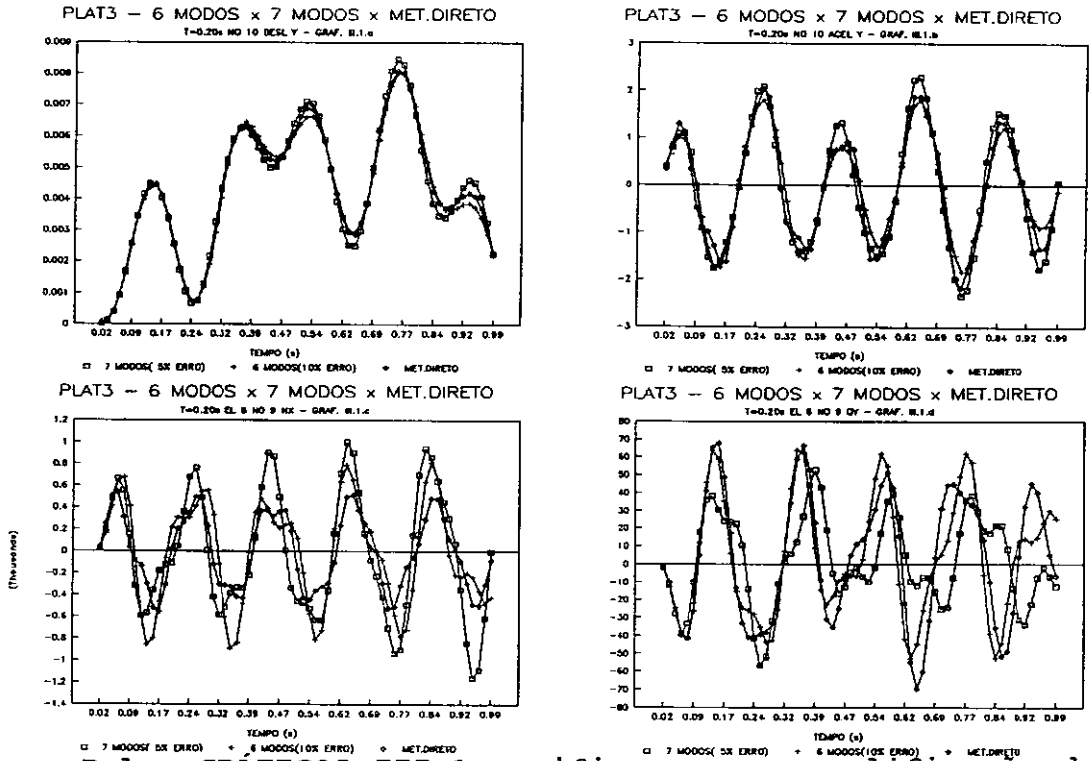 PLAT3 — 6 MODOS x 7 MODOS x MET.DIRETO
T=0.20s NO 10 DESL Y - GRAF. III.1.a
0.009
0.008
0.007
0.006
0.005
0.004
0.003
0.002
0.001
0
0.02 0.09 0.17 0.24 0.32 0.39 0.47 0.54 0.62 0.69 0.77 0.84 0.92 0.99
TEMPO (s)
7 MODOS( 5% ERRO) + 6 MODOS(10% ERRO) MET.DIRETO
PLAT3 — 6 MODOS x 7 MODOS x MET.DIRETO
T=0.20s NO 10 ACEL Y - GRAF. III.1.b
3
2
1
0
-1
-2
-3
0.02 0.09 0.17 0.24 0.32 0.39 0.47 0.54 0.62 0.69 0.77 0.84 0.92 0.99
TEMPO (s)
7 MODOS( 5% ERRO) + 6 MODOS(10% ERRO) MET.DIRETO
PLAT3 — 6 MODOS x 7 MODOS x MET.DIRETO
T=0.20s EL 6 NO 9 NX - GRAF. III.1.c
(Thousands)
1.2
1
0.8
0.6
0.4
0.2
0
-0.2
-0.4
-0.6
-0.8
-1
-1.2
-1.4
0.02 0.09 0.17 0.24 0.32 0.39 0.47 0.54 0.62 0.69 0.77 0.84 0.92 0.99
TEMPO (s)
7 MODOS( 5% ERRO) + 6 MODOS(10% ERRO) MET.DIRETO
PLAT3 — 6 MODOS x 7 MODOS x MET.DIRETO
T=0.20s EL 6 NO 9 QY - GRAF. III.1.d
80
70
60
50
40
30
20
10
0
-10
-20
-30
-40
-50
-60
-70
-80
0.02 0.09 0.17 0.24 0.32 0.39 0.47 0.54 0.62 0.69 0.77 0.84 0.92 0.99
TEMPO (s)
7 MODOS( 5% ERRO) + 6 MODOS(10% ERRO) MET.DIRETO